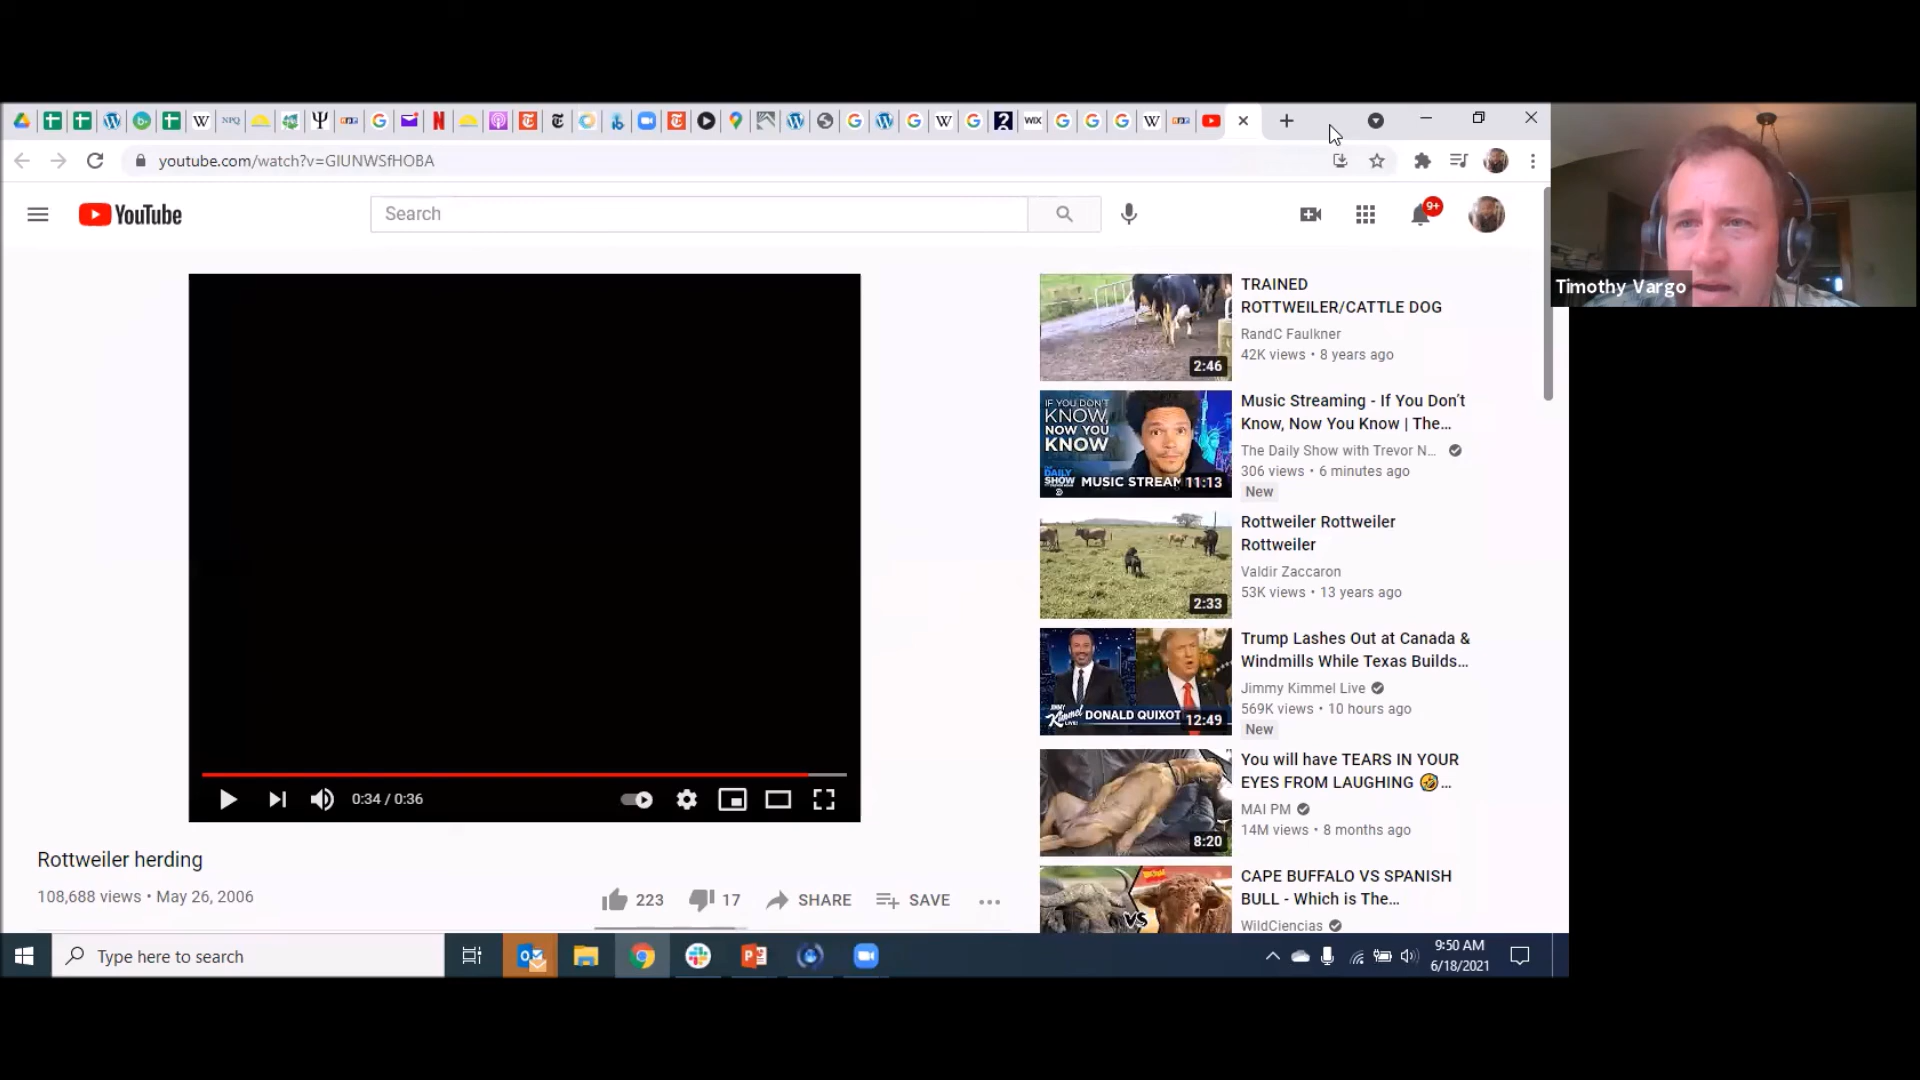 youtube.com/watch?v=GIUNWSfHOBA
YouTube
Search
9+
Timothy Vargo
TRAINED
ROTTWEILER/CATTLE DOG
RandC Faulkner
42K views • 8 years ago
2:46
IF YOU DON'T
KNOW,
NOW YOU
KNOW
THE DAILY SHOW
MUSIC STREAM
11:13
Music Streaming - If You Don't
Know, Now You Know | The...
The Daily Show with Trevor N...
306 views • 6 minutes ago
New
Rottweiler Rottweiler
Rottweiler
Valdir Zaccaron
53K views • 13 years ago
2:33
Trump Lashes Out at Canada &
Windmills While Texas Builds...
Jimmy Kimmel Live
569K views • 10 hours ago
New
JIMMY Kimmel LIVE!
DONALD QUIXOT
12:49
You will have TEARS IN YOUR
EYES FROM LAUGHING 🤣...
MAI PM
14M views • 8 months ago
8:20
CAPE BUFFALO VS SPANISH
BULL - Which is The...
WildCiencias
VS
0:34 / 0:36
Rottweiler herding
108,688 views • May 26, 2006
223
17
SHARE
SAVE
Type here to search
9:50 AM
6/18/2021